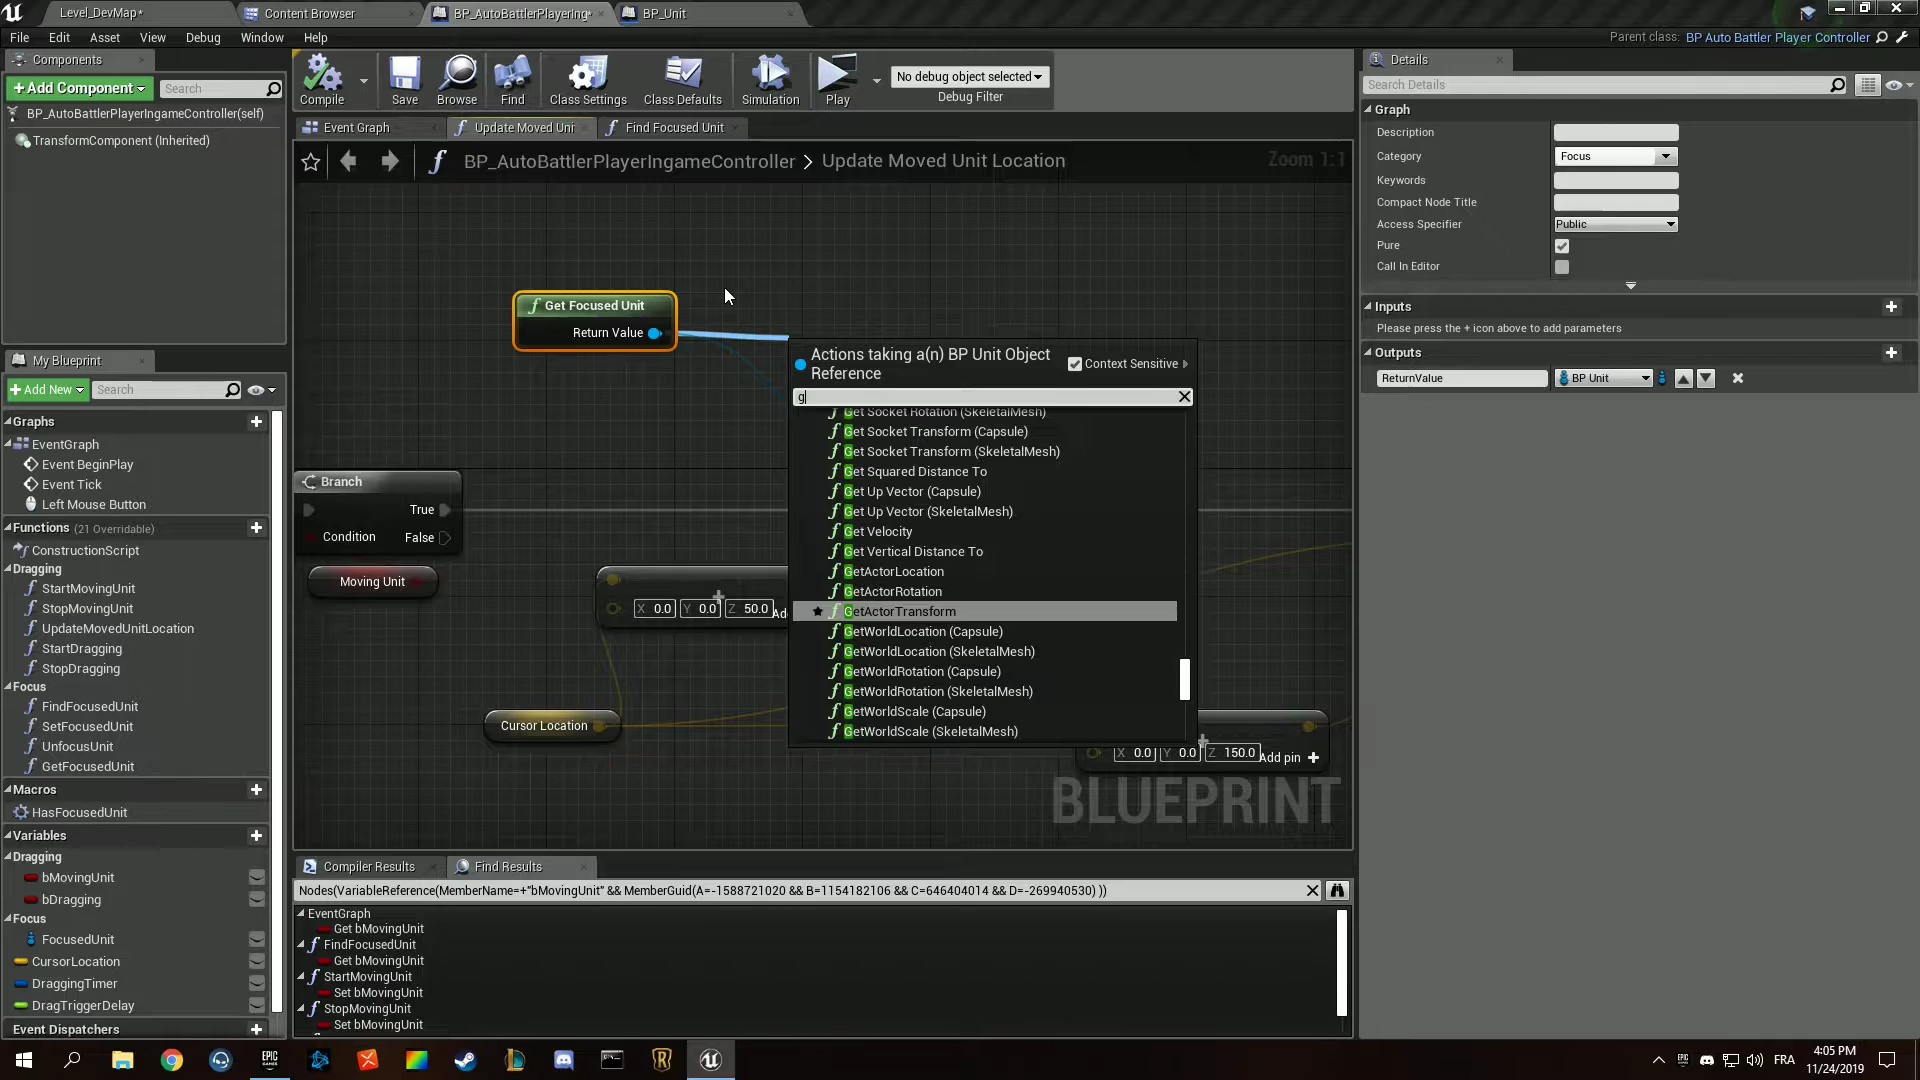 Level_DevMap*
Content Browser
BP_AutoBattlerPlayerIng*
BP_Unit
File Edit Asset View Debug Window Help
Parent class: BP Auto Battler Player Controller
Components
+Add Component
Search
BP_AutoBattlerPlayerIngameController(self)
TransformComponent (Inherited)
Compile
Save
Browse
Find
Class Settings
Class Defaults
Simulation
Play
No debug object selected
Debug Filter
Event Graph
Update Moved Uni
Find Focused Unit
BP_AutoBattlerPlayerIngameController > Update Moved Unit Location
Zoom 1:1
Get Focused Unit
Return Value
Branch
True
Condition
False
Moving Unit
X 0.0 Y 0.0 Z 50.0
Cursor Location
Actions taking a(n) BP Unit Object
Reference
Context Sensitive
g
Get Socket Rotation (SkeletalMesh)
Get Socket Transform (Capsule)
Get Socket Transform (SkeletalMesh)
Get Squared Distance To
Get Up Vector (Capsule)
Get Up Vector (SkeletalMesh)
Get Velocity
Get Vertical Distance To
GetActorLocation
GetActorRotation
GetActorTransform
GetWorldLocation (Capsule)
GetWorldLocation (SkeletalMesh)
GetWorldRotation (Capsule)
GetWorldRotation (SkeletalMesh)
GetWorldScale (Capsule)
GetWorldScale (SkeletalMesh)
X 0.0 Y 0.0 Z 150.0
Add pin +
BLUEPRINT
My Blueprint
+Add New
Search
Graphs
EventGraph
Event BeginPlay
Event Tick
Left Mouse Button
Functions (21 Overridable)
ConstructionScript
Dragging
StartMovingUnit
StopMovingUnit
UpdateMovedUnitLocation
StartDragging
StopDragging
Focus
FindFocusedUnit
SetFocusedUnit
UnfocusUnit
GetFocusedUnit
Macros
HasFocusedUnit
Variables
Dragging
bMovingUnit
bDragging
Focus
FocusedUnit
CursorLocation
DraggingTimer
DragTriggerDelay
Event Dispatchers
Compiler Results
Find Results
Nodes(VariableReference(MemberName=+"bMovingUnit" && MemberGuid(A=-1588721020 && B=1154182106 && C=646404014 && D=-269940530) ))
EventGraph
Get bMovingUnit
FindFocusedUnit
Get bMovingUnit
StartMovingUnit
Set bMovingUnit
StopMovingUnit
Set bMovingUnit
Details
Search Details
Graph
Description
Category
Focus
Keywords
Compact Node Title
Access Specifier
Public
Pure
Call In Editor
Inputs
Please press the + icon above to add parameters
Outputs
ReturnValue
BP Unit
EPIC GAMES
FRA
4:05 PM
11/24/2019